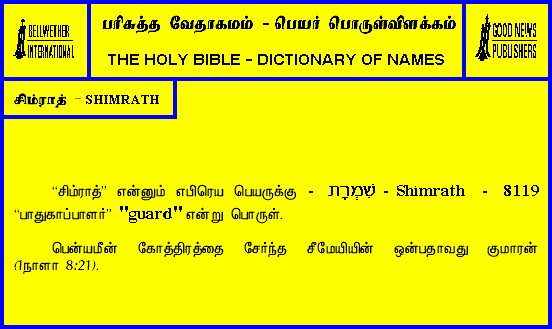 BELLWETHER
INTERNATIONAL
பரிசுத்த வேதாகமம் - பெயர் பொருள்விளக்கம்
THE HOLY BIBLE - DICTIONARY OF NAMES
GOOD NEWS
PUBLISHERS
சிம்ராத் - SHIMRATH
“சிம்ராத்” என்னும் எபிரெய பெயருக்கு - שִׁמְרָת - Shimrath - 8119
“பாதுகாப்பாளர்” "guard" என்று பொருள்.
பென்யமீன் கோத்திரத்தை சேர்ந்த சீமேயியின் ஒன்பதாவது குமாரன்
(1நாளா 8:21).